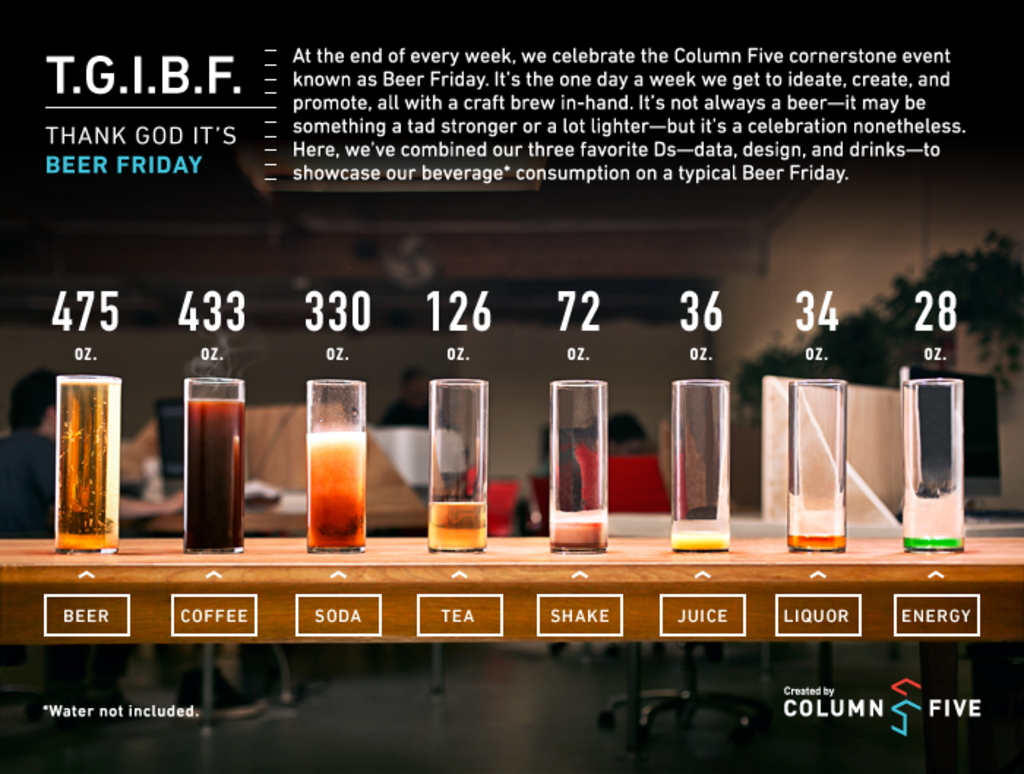 T.G.I.B.F.
THANK GOD IT'S
BEER FRIDAY
At the end of every week, we celebrate the Column Five cornerstone event
known as Beer Friday. It's the one day a week we get to ideate, create, and
promote, all with a craft brew in-hand. It's not always a beer—it may be
something a tad stronger or a lot lighter—but it's a celebration nonetheless.
Here, we've combined our three favorite Ds—data, design, and drinks—to
showcase our beverage* consumption on a typical Beer Friday.
475 433 330 126 72 36 34 28
OZ. OZ. OZ. OZ. OZ. OZ. OZ. OZ.
BEER COFFEE SODA TEA SHAKE JUICE LIQUOR ENERGY
*Water not included.
Created by
COLUMN FIVE